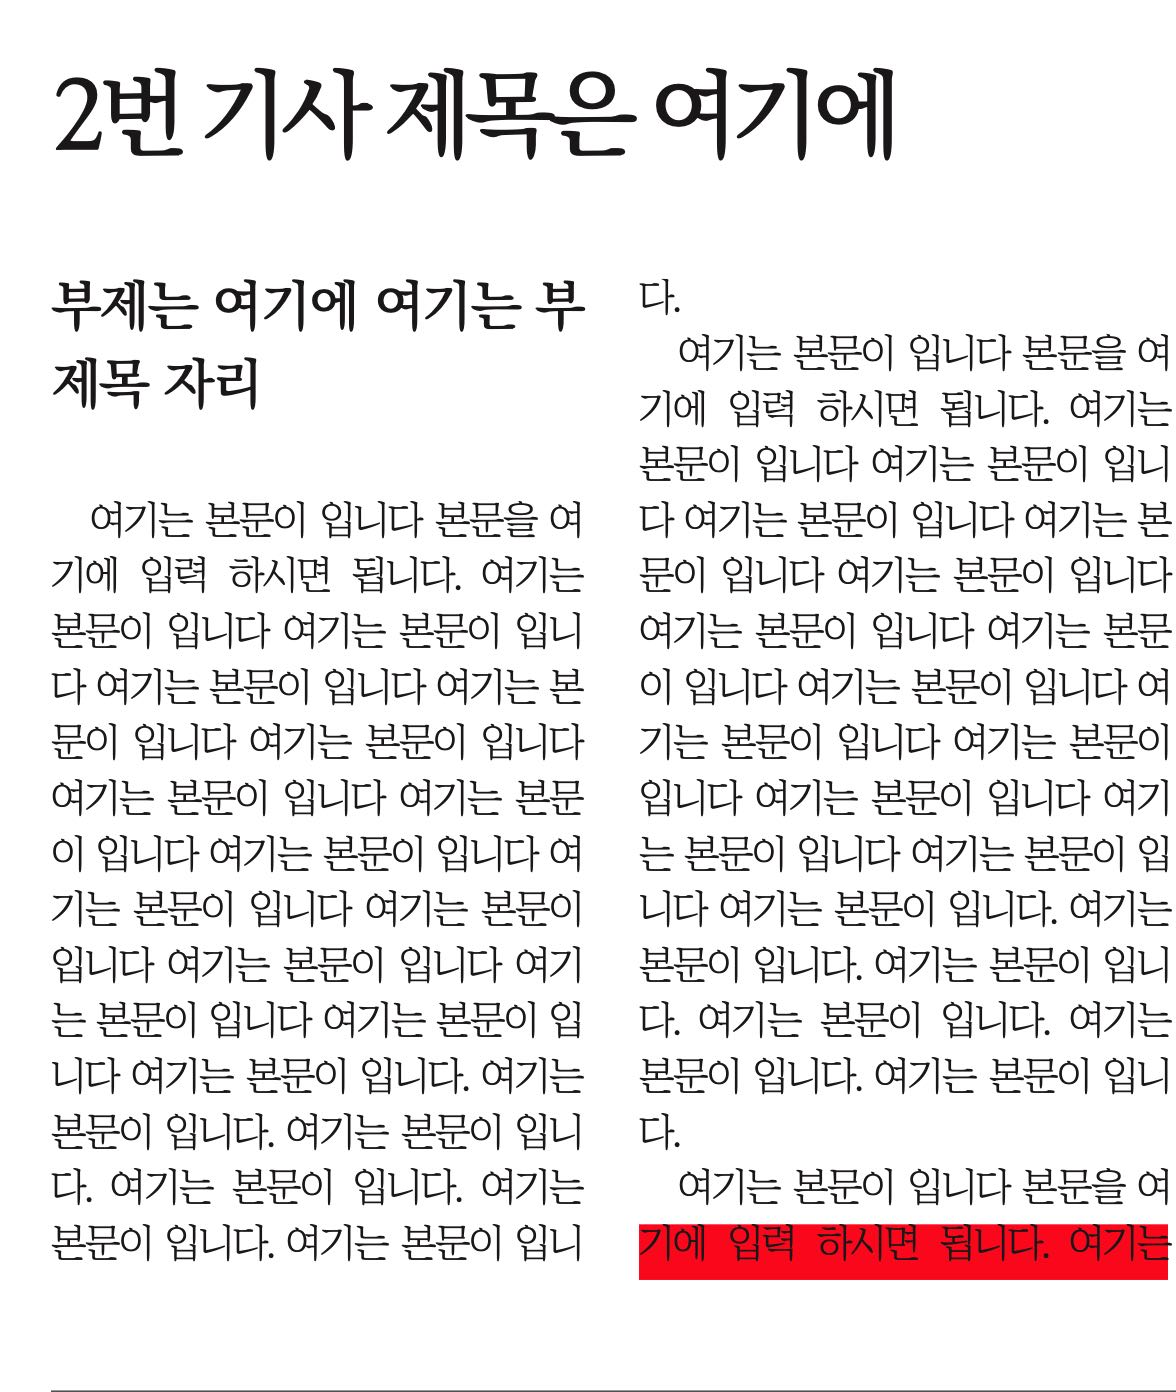 2번 기사 제목은 여기에
부제는 여기에 여기는 부
제목 자리
여기는 본문이 입니다 본문을 여
기에 입력 하시면 됩니다. 여기는
본문이 입니다 여기는 본문이 입니
다 여기는 본문이 입니다 여기는 본
문이 입니다 여기는 본문이 입니다
여기는 본문이 입니다 여기는 본문
이 입니다 여기는 본문이 입니다 여
기는 본문이 입니다 여기는 본문이
입니다 여기는 본문이 입니다 여기
는 본문이 입니다 여기는 본문이 입
니다 여기는 본문이 입니다. 여기는
본문이 입니다. 여기는 본문이 입니
다. 여기는 본문이 입니다. 여기는
본문이 입니다. 여기는 본문이 입니
다.
여기는 본문이 입니다 본문을 여
기에 입력 하시면 됩니다. 여기는
본문이 입니다 여기는 본문이 입니
다 여기는 본문이 입니다 여기는 본
문이 입니다 여기는 본문이 입니다
여기는 본문이 입니다 여기는 본문
이 입니다 여기는 본문이 입니다 여
기는 본문이 입니다 여기는 본문이
입니다 여기는 본문이 입니다 여기
는 본문이 입니다 여기는 본문이 입
니다 여기는 본문이 입니다. 여기는
본문이 입니다. 여기는 본문이 입니
다. 여기는 본문이 입니다. 여기는
본문이 입니다. 여기는 본문이 입니
다.
여기는 본문이 입니다 본문을 여
기에 입력 하시면 됩니다. 여기는